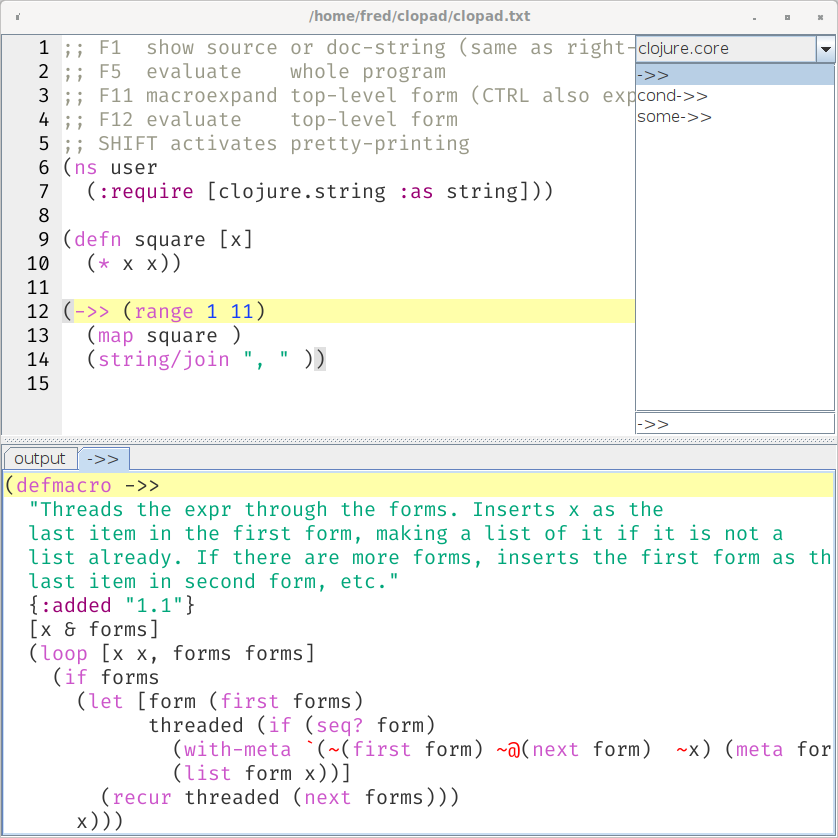 /home/fred/clopad/clopad.txt
1 ;; F1  show source or doc-string (same as right-
2 ;; F5  evaluate    whole program
3 ;; F11 macroexpand top-level form (CTRL also exp
4 ;; F12 evaluate    top-level form
5 ;; SHIFT activates pretty-printing
6 (ns user
7   (:require [clojure.string :as string]))
8
9 (defn square [x]
10   (* x x))
11
12 (->> (range 1 11)
13   (map square )
14   (string/join ", " ))
15
clojure.core
->>
cond->>
some->>
->>
output
->>
(defmacro ->>
  "Threads the expr through the forms. Inserts x as the
  last item in the first form, making a list of it if it is not a
  list already. If there are more forms, inserts the first form as th
  last item in second form, etc."
  {:added "1.1"}
  [x & forms]
  (loop [x x, forms forms]
    (if forms
      (let [form (first forms)
            threaded (if (seq? form)
              (with-meta `(~(first form) ~@(next form)  ~x) (meta for
              (list form x))]
        (recur threaded (next forms)))
      x)))